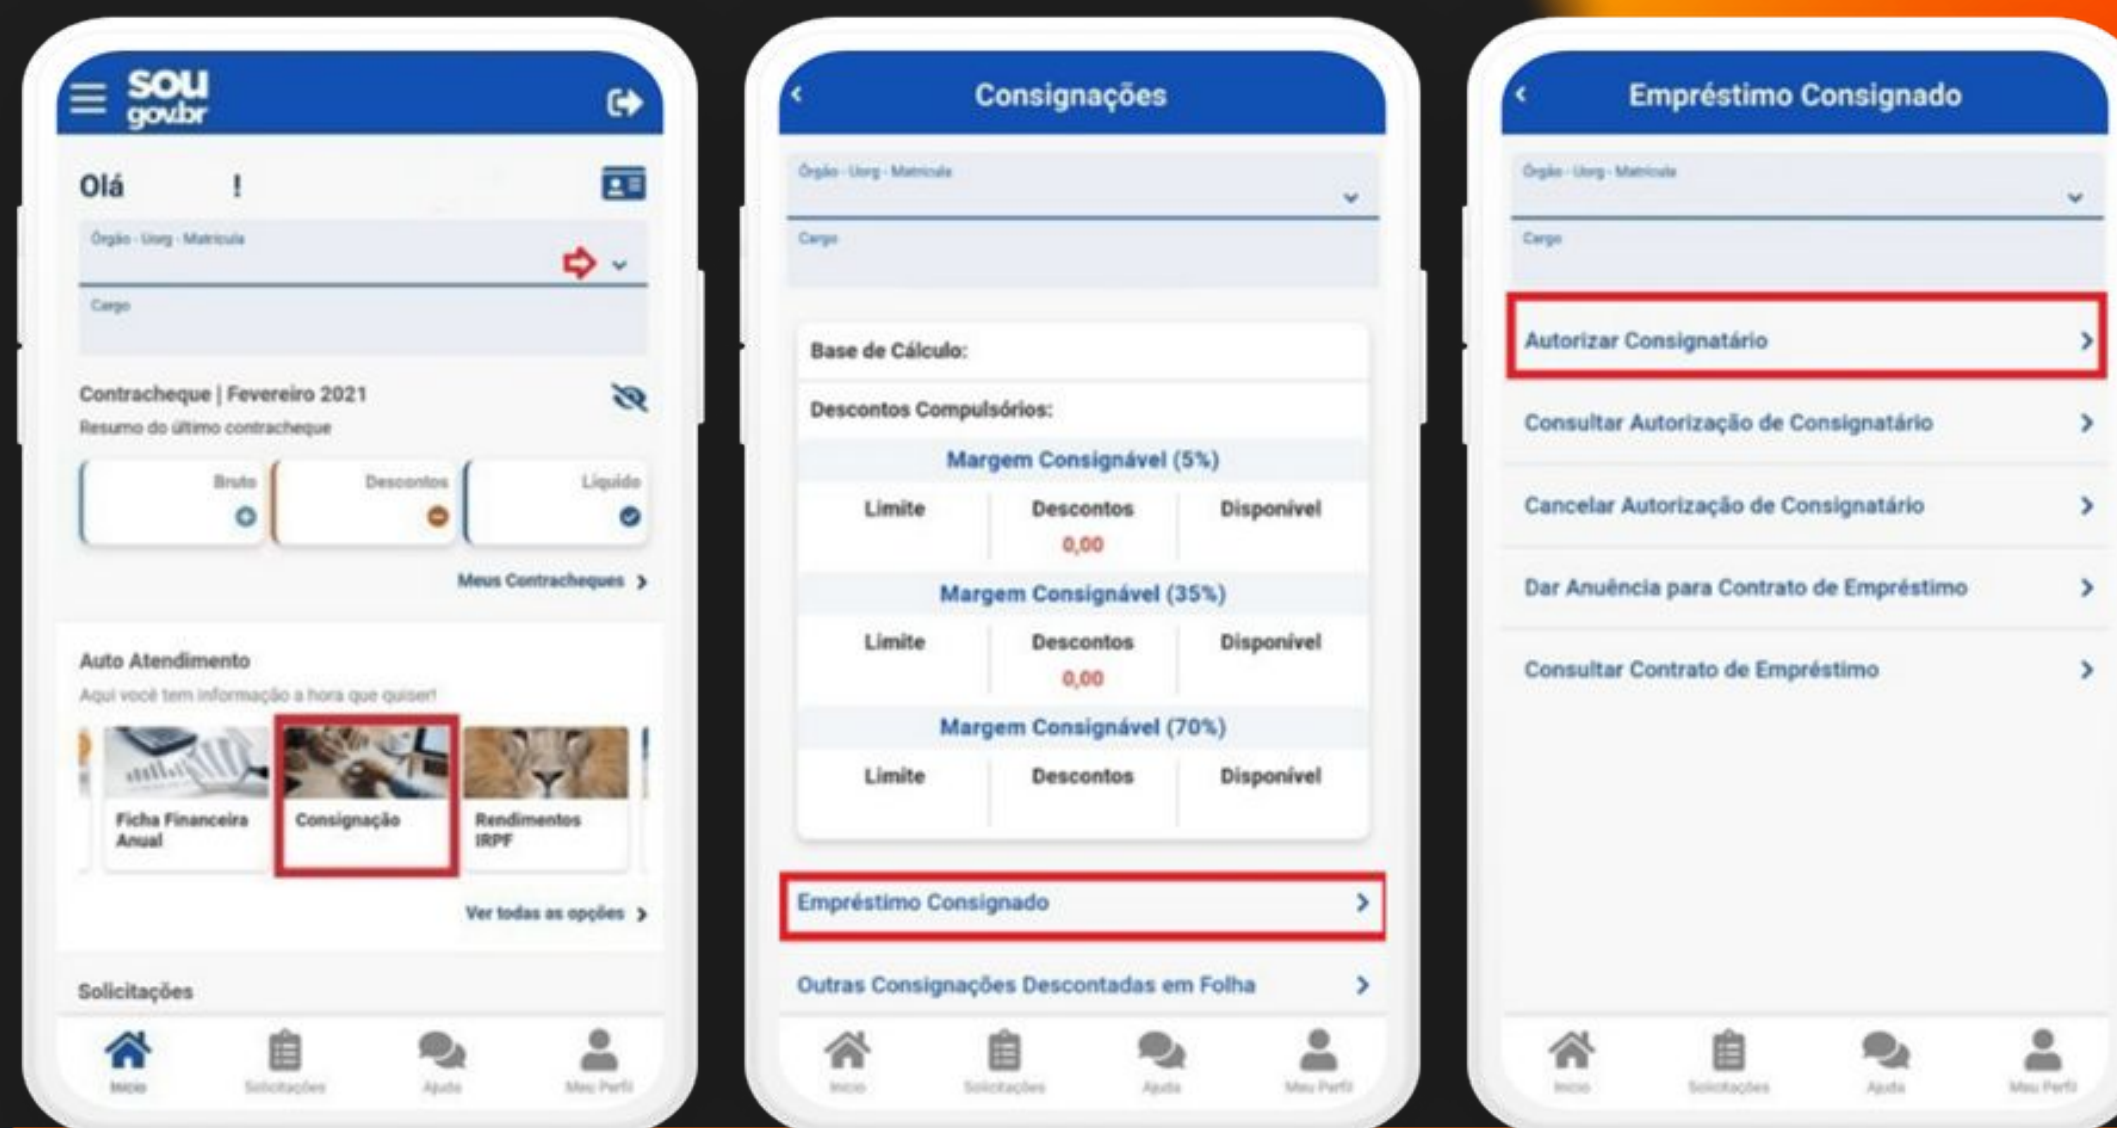 sou
gov.br
Olá !
Órgão - Uorg - Matrícula
Cargo
Contracheque | Fevereiro 2021
Resumo do último contracheque
Bruto
Descontos
Líquido
Meus Contracheques
Auto Atendimento
Aqui você tem informação a hora que quiser!
Ficha Financeira
Anual
Consignação
Rendimentos
IRPF
Ver todas as opções
Solicitações
Início
Solicitações
Ajuda
Meu Perfil
Consignações
Órgão - Uorg - Matrícula
Cargo
Base de Cálculo:
Descontos Compulsórios:
Margem Consignável (5%)
Limite Descontos Disponível
0,00
Margem Consignável (35%)
Limite Descontos Disponível
0,00
Margem Consignável (70%)
Limite Descontos Disponível
Empréstimo Consignado
Outras Consignações Descontadas em Folha
Início
Solicitações
Ajuda
Meu Perfil
Empréstimo Consignado
Órgão - Uorg - Matrícula
Cargo
Autorizar Consignatário
Consultar Autorização de Consignatário
Cancelar Autorização de Consignatário
Dar Anuência para Contrato de Empréstimo
Consultar Contrato de Empréstimo
Início
Solicitações
Ajuda
Meu Perfil